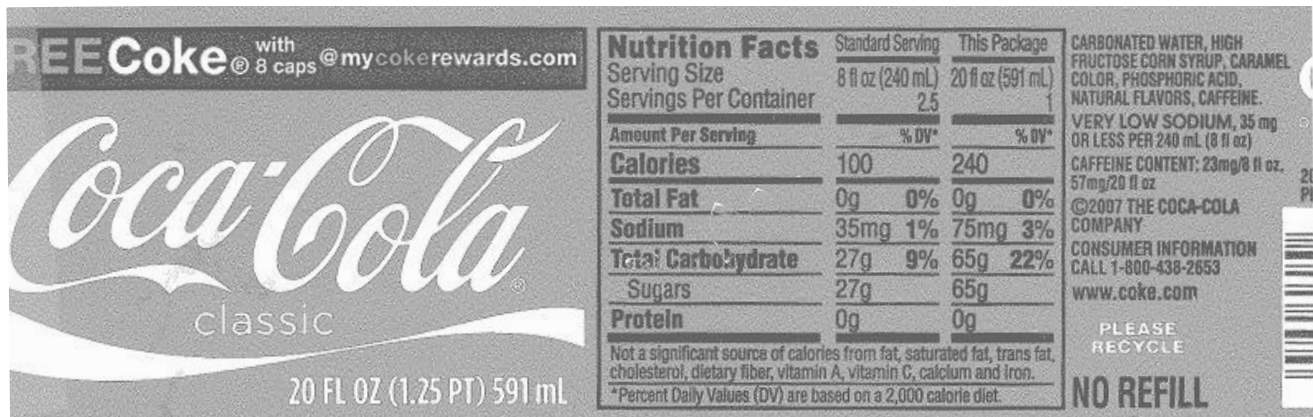 REE Coke® with 8 caps @mycokerewards.com
Coca-Cola®
classic
20 FL OZ (1.25 PT) 591 mL
Nutrition Facts Standard Serving This Package
Serving Size 8 fl oz (240 mL) 20 fl oz (591 mL)
Servings Per Container 2.5 1
Amount Per Serving % DV* % DV*
Calories 100 240
Total Fat 0g 0% 0g 0%
Sodium 35mg 1% 75mg 3%
Total Carbohydrate 27g 9% 65g 22%
Sugars 27g 65g
Protein 0g 0g
Not a significant source of calories from fat, saturated fat, trans fat,
cholesterol, dietary fiber, vitamin A, vitamin C, calcium and iron.
*Percent Daily Values (DV) are based on a 2,000 calorie diet.
CARBONATED WATER, HIGH
FRUCTOSE CORN SYRUP, CARAMEL
COLOR, PHOSPHORIC ACID,
NATURAL FLAVORS, CAFFEINE.
VERY LOW SODIUM, 35 mg
OR LESS PER 240 mL (8 fl oz)
CAFFEINE CONTENT: 23mg/8 fl oz,
57mg/20 fl oz
©2007 THE COCA-COLA
COMPANY
CONSUMER INFORMATION
CALL 1-800-438-2653
www.coke.com
PLEASE
RECYCLE
NO REFILL